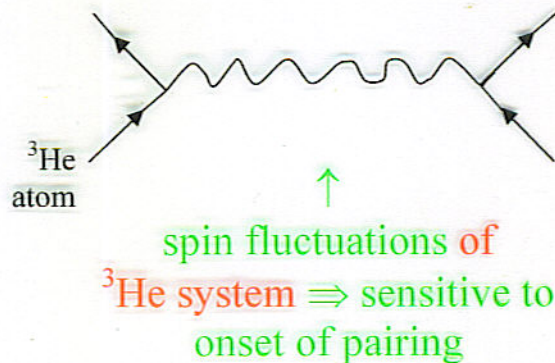 ³He
atom
↑
spin fluctuations of
³He system ⇒ sensitive to
onset of pairing